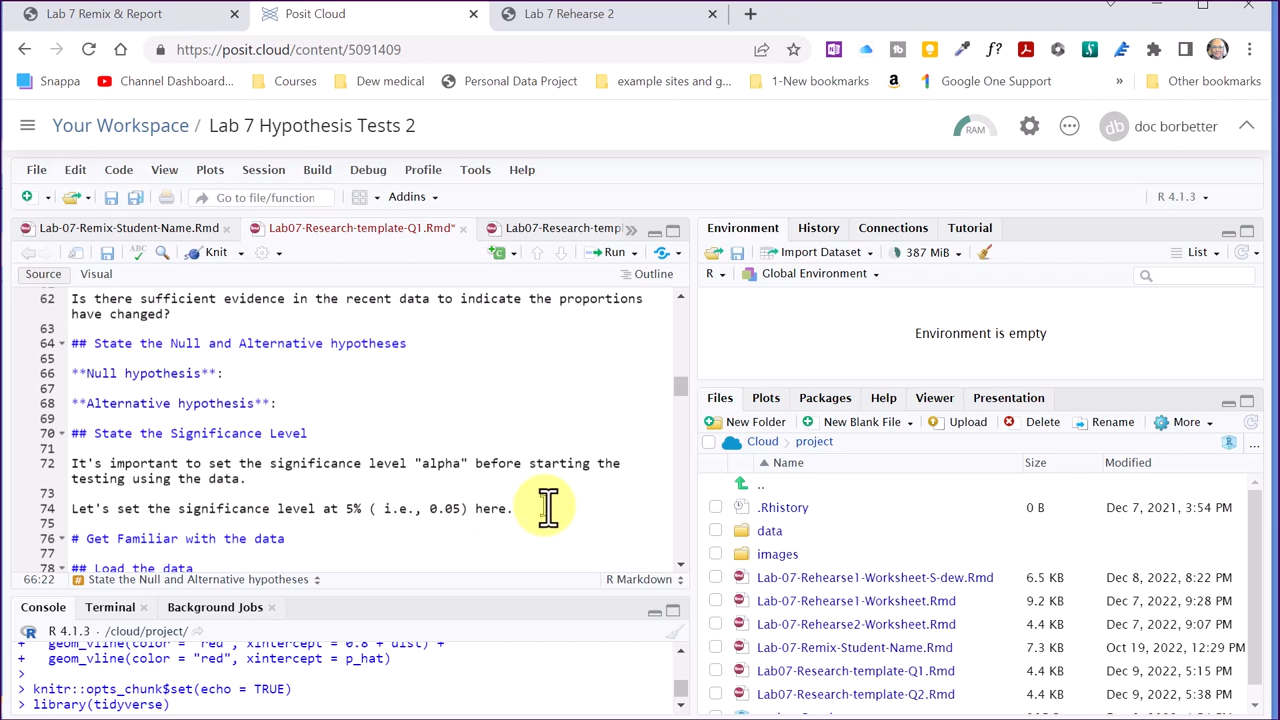 Lab 7 Remix & Report
Posit Cloud
Lab 7 Rehearse 2
https://posit.cloud/content/5091409
Snappa
Channel Dashboard...
Courses
Dew medical
Personal Data Project
example sites and g...
1-New bookmarks
Google One Support
»
Other bookmarks
Your Workspace / Lab 7 Hypothesis Tests 2
RAM
db
doc borbetter
File Edit Code View Plots Session Build Debug Profile Tools Help
Go to file/function
Addins
R 4.1.3
Lab-07-Remix-Student-Name.Rmd
Lab07-Research-template-Q1.Rmd*
Lab07-Research-templ
Knit
Run
Source Visual
Outline
62 Is there sufficient evidence in the recent data to indicate the proportions
have changed?
63
64 ## State the Null and Alternative hypotheses
65
66 **Null hypothesis**:
67
68 **Alternative hypothesis**:
69
70 ## State the Significance Level
71
72 It's important to set the significance level "alpha" before starting the
testing using the data.
73
74 Let's set the significance level at 5% ( i.e., 0.05) here.
75
76 # Get Familiar with the data
77
78 ## Load the data
66:22 State the Null and Alternative hypotheses
R Markdown
Console Terminal Background Jobs
R 4.1.3 · /cloud/project/
+ geom_vline(color = "red", xintercept = 0.8 + dist) +
+ geom_vline(color = "red", xintercept = p_hat)
>
> knitr::opts_chunk$set(echo = TRUE)
> library(tidyverse)
Environment History Connections Tutorial
Import Dataset
387 MiB
List
R
Global Environment
Environment is empty
Files Plots Packages Help Viewer Presentation
New Folder
New Blank File
Upload
Delete
Rename
More
Cloud
project
...
Name Size Modified
..
.Rhistory 0 B Dec 7, 2021, 3:54 PM
data
images
Lab-07-Rehearse1-Worksheet-S-dew.Rmd 6.5 KB Dec 8, 2022, 8:22 PM
Lab-07-Rehearse1-Worksheet.Rmd 9.2 KB Dec 7, 2022, 9:28 PM
Lab-07-Rehearse2-Worksheet.Rmd 4.4 KB Dec 7, 2022, 9:07 PM
Lab-07-Remix-Student-Name.Rmd 7.3 KB Oct 19, 2022, 12:29 PM
Lab07-Research-template-Q1.Rmd 4.4 KB Dec 9, 2022, 5:15 PM
Lab07-Research-template-Q2.Rmd 4.4 KB Dec 9, 2022, 5:38 PM